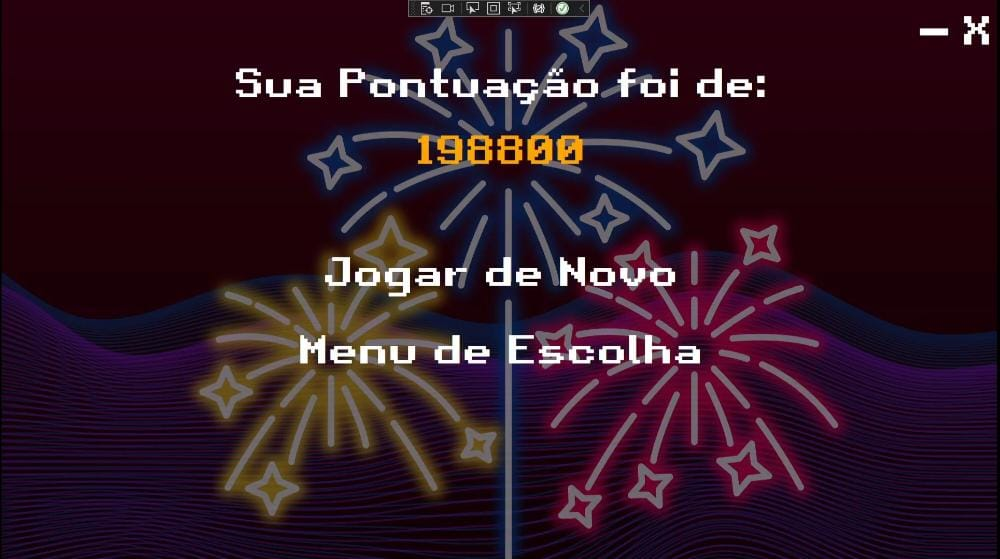 Sua Pontuação foi de:
198800
Jogar de Novo
Menu de Escolha